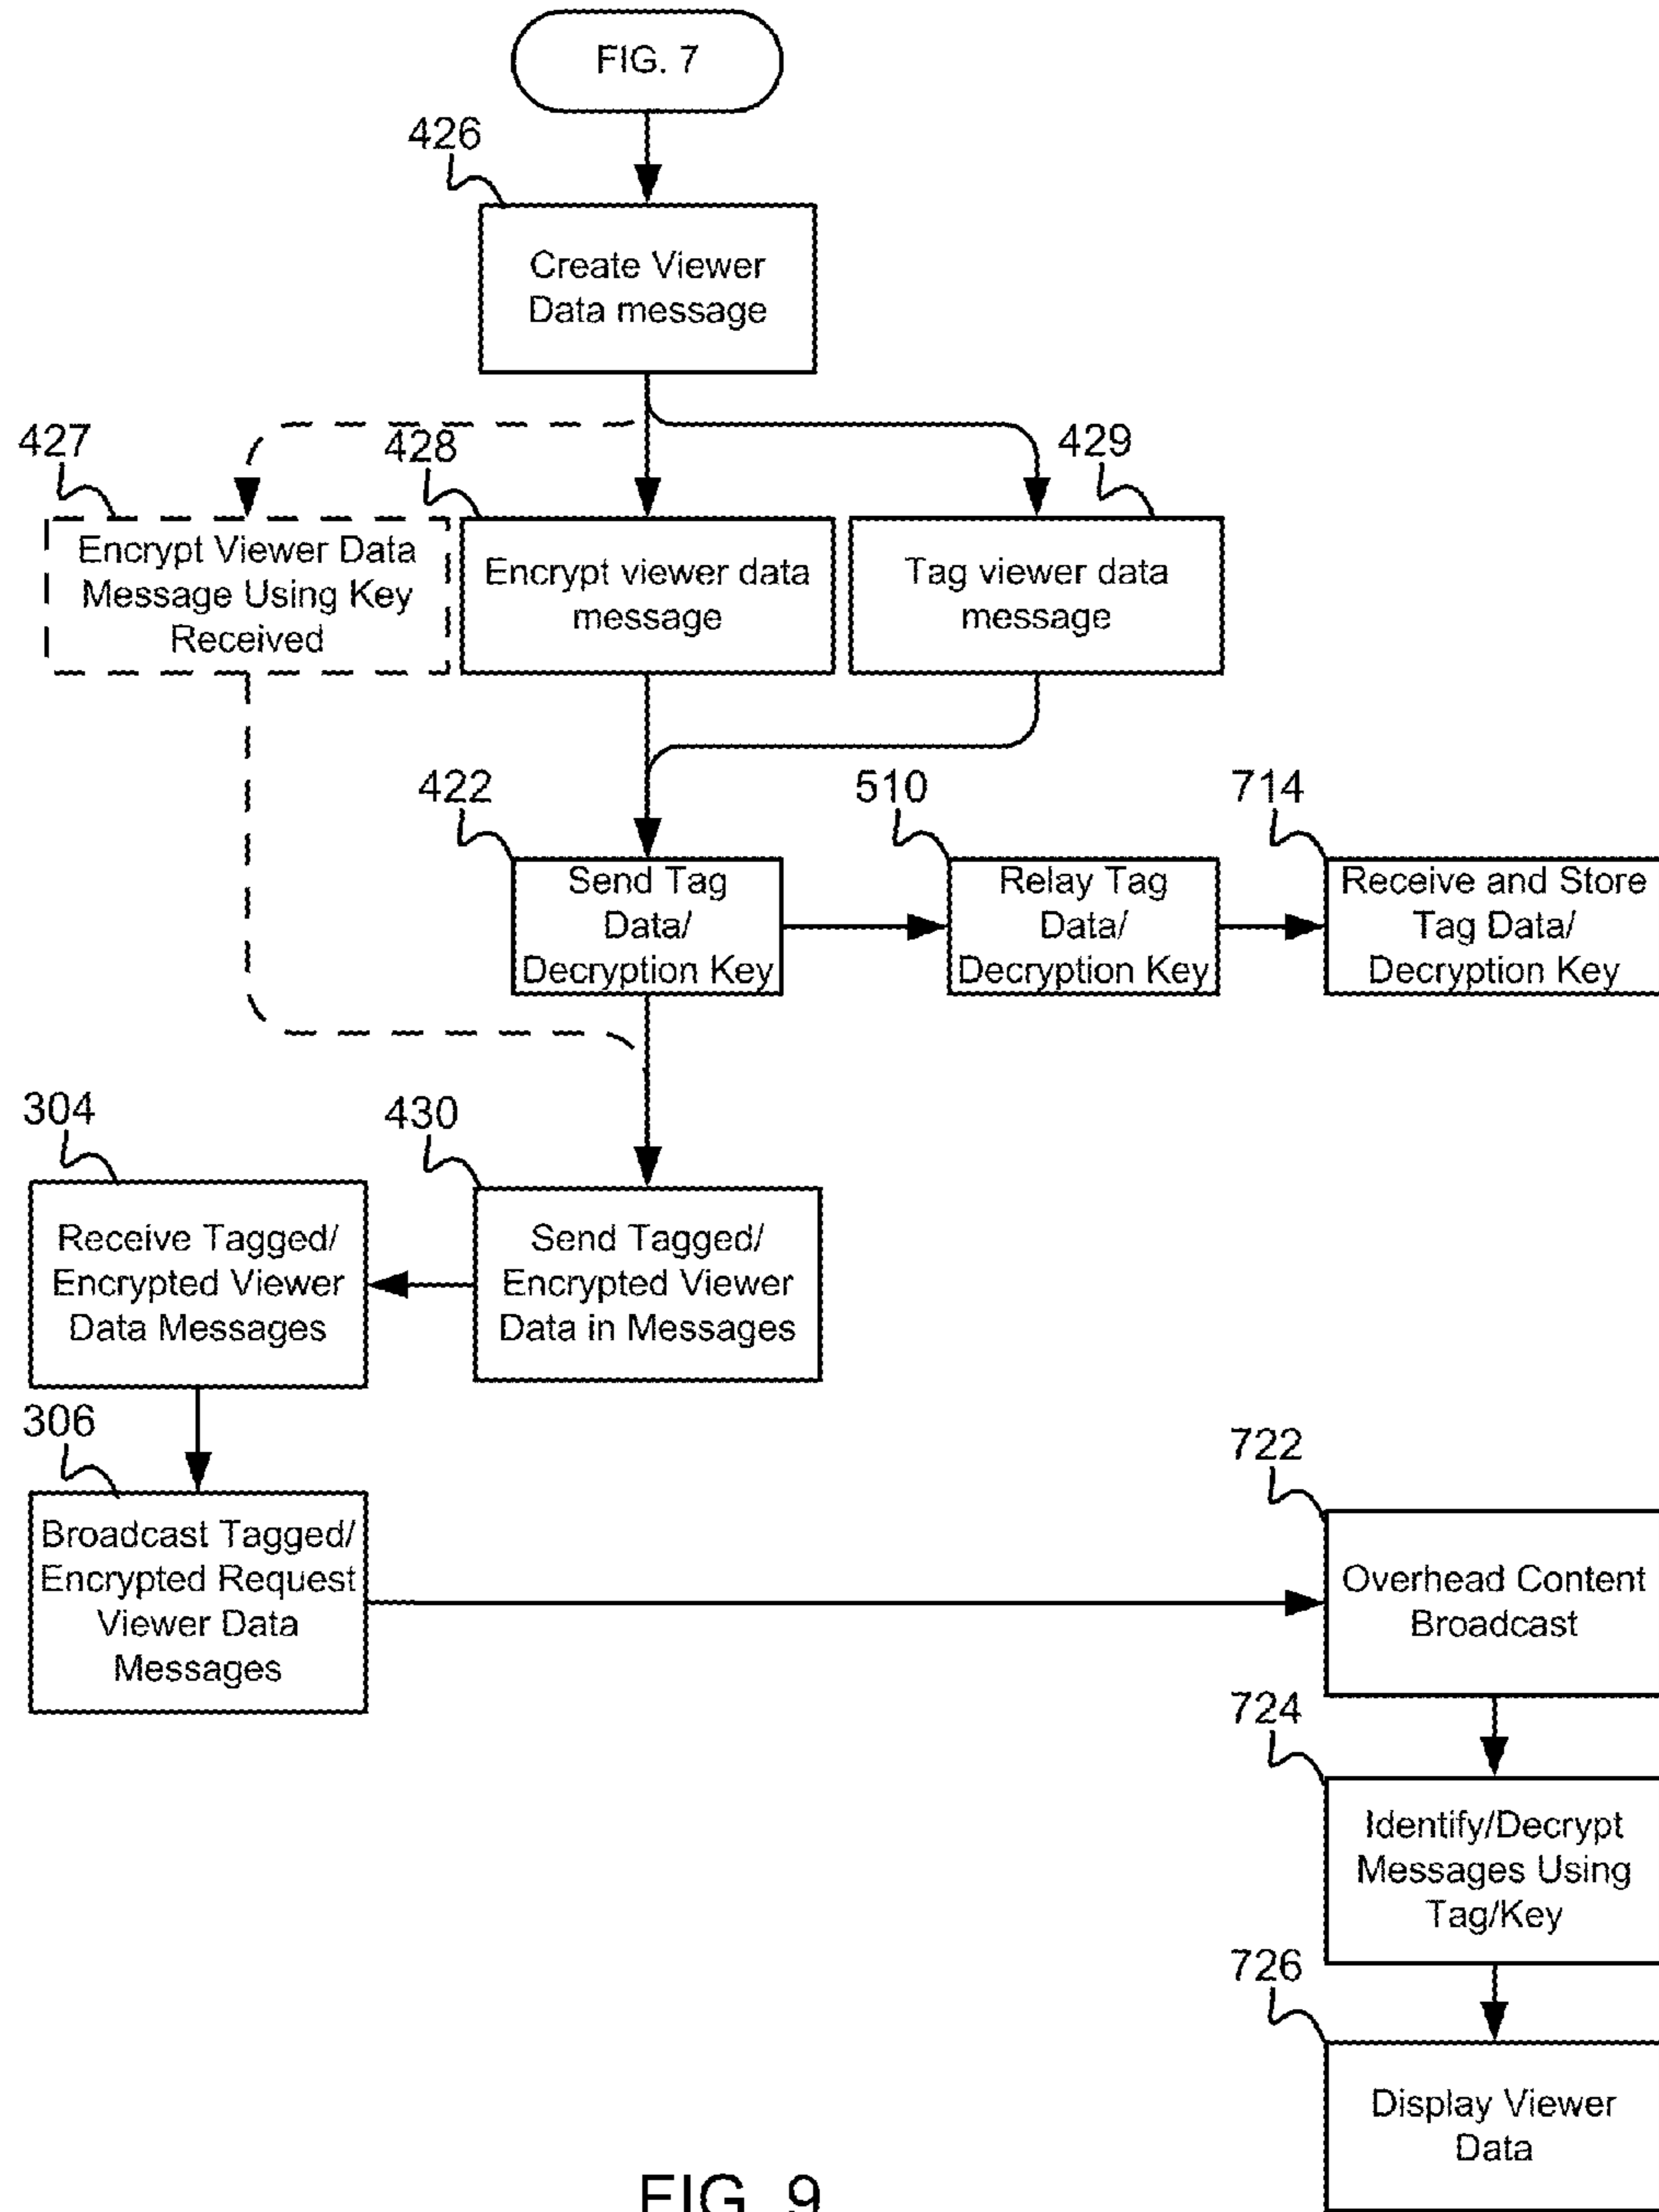 FIG. 7
426
Create Viewer
Data message
427
428
429
Encrypt Viewer Data
Message Using Key
Received
Encrypt viewer data
message
Tag viewer data
message
422
510
714
Send Tag
Data/
Decryption Key
Relay Tag
Data/
Decryption Key
Receive and Store
Tag Data/
Decryption Key
304
430
Receive Tagged/
Encrypted Viewer
Data Messages
Send Tagged/
Encrypted Viewer
Data in Messages
306
Broadcast Tagged/
Encrypted Request
Viewer Data
Messages
722
Overhead Content
Broadcast
724
Identify/Decrypt
Messages Using
Tag/Key
726
Display Viewer
Data
FIG. 9